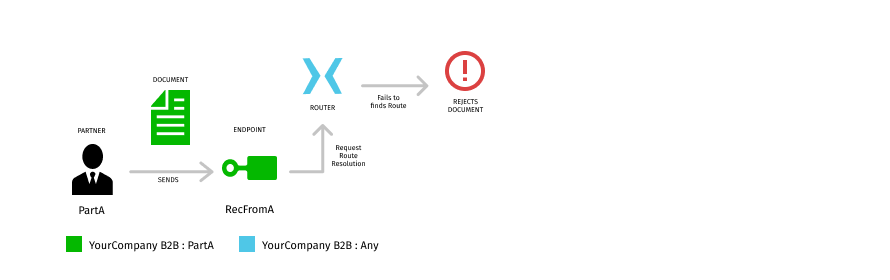 DOCUMENT
PARTNER
ENDPOINT
ROUTER
Fails to
finds Route
REJECTS
DOCUMENT
Request
Route
Resolution
SENDS
PartA
RecFromA
YourCompany B2B : PartA
YourCompany B2B : Any